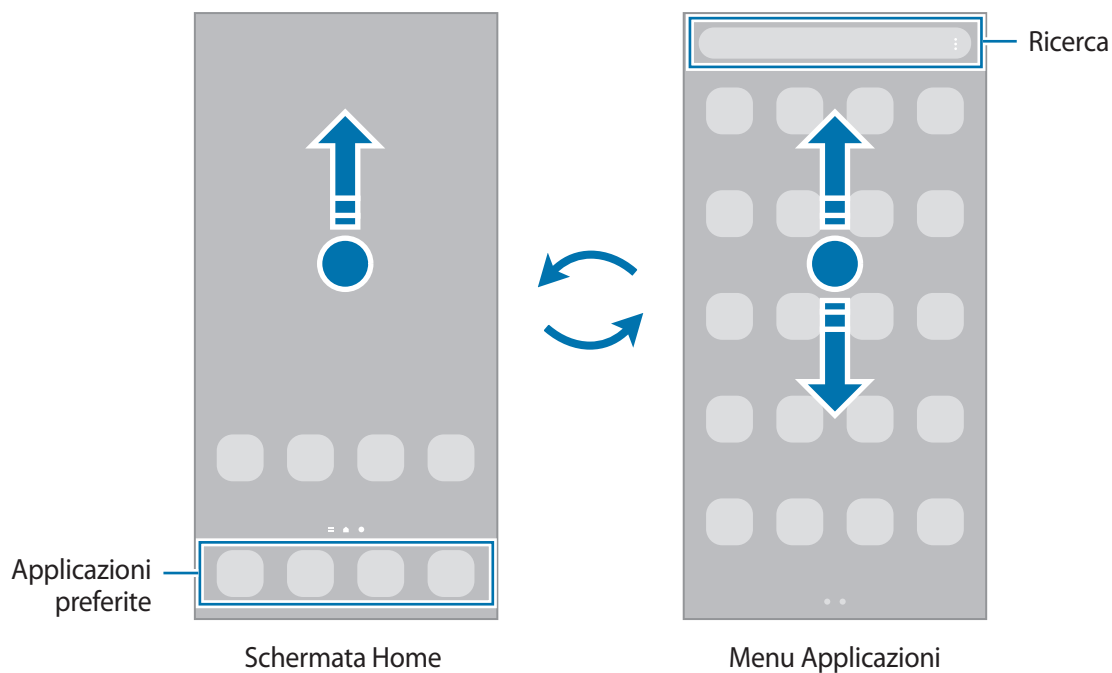 Ricerca
Applicazioni
preferite
Schermata Home
Menu Applicazioni